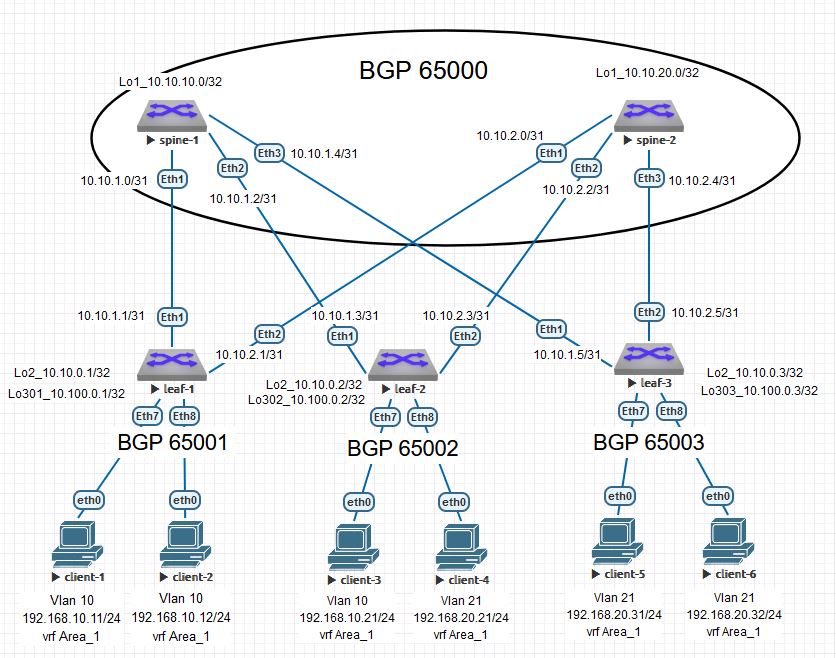 BGP 65000
Lo1_10.10.10.0/32
Lo1_10.10.20.0/32
spine-1
spine-2
10.10.1.0/31
Eth1
Eth2
10.10.1.2/31
Eth3
10.10.1.4/31
10.10.2.0/31
Eth1
Eth2
10.10.2.2/31
Eth3
10.10.2.4/31
10.10.1.1/31
Eth1
Eth2
10.10.2.1/31
10.10.1.3/31
Eth1
10.10.2.3/31
Eth2
Eth1
10.10.1.5/31
Eth2
10.10.2.5/31
leaf-1
Lo2_10.10.0.1/32
Lo301_10.100.0.1/32
leaf-2
Lo2_10.10.0.2/32
Lo302_10.100.0.2/32
leaf-3
Lo2_10.10.0.3/32
Lo303_10.100.0.3/32
Eth7
Eth8
Eth7
Eth8
Eth7
Eth8
BGP 65001
BGP 65002
BGP 65003
eth0
eth0
eth0
eth0
eth0
eth0
client-1
Vlan 10
192.168.10.11/24
vrf Area_1
client-2
Vlan 10
192.168.10.12/24
vrf Area_1
client-3
Vlan 10
192.168.10.21/24
vrf Area_1
client-4
Vlan 21
192.168.20.21/24
vrf Area_1
client-5
Vlan 21
192.168.20.31/24
vrf Area_1
client-6
Vlan 21
192.168.20.32/24
vrf Area_1